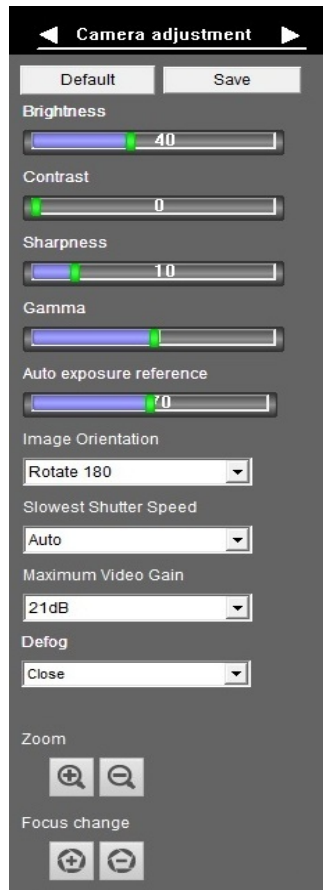 Camera adjustment
Default Save
Brightness
40
Contrast
0
Sharpness
10
Gamma
Auto exposure reference
70
Image Orientation
Rotate 180
Slowest Shutter Speed
Auto
Maximum Video Gain
21dB
Defog
Close
Zoom
Focus change